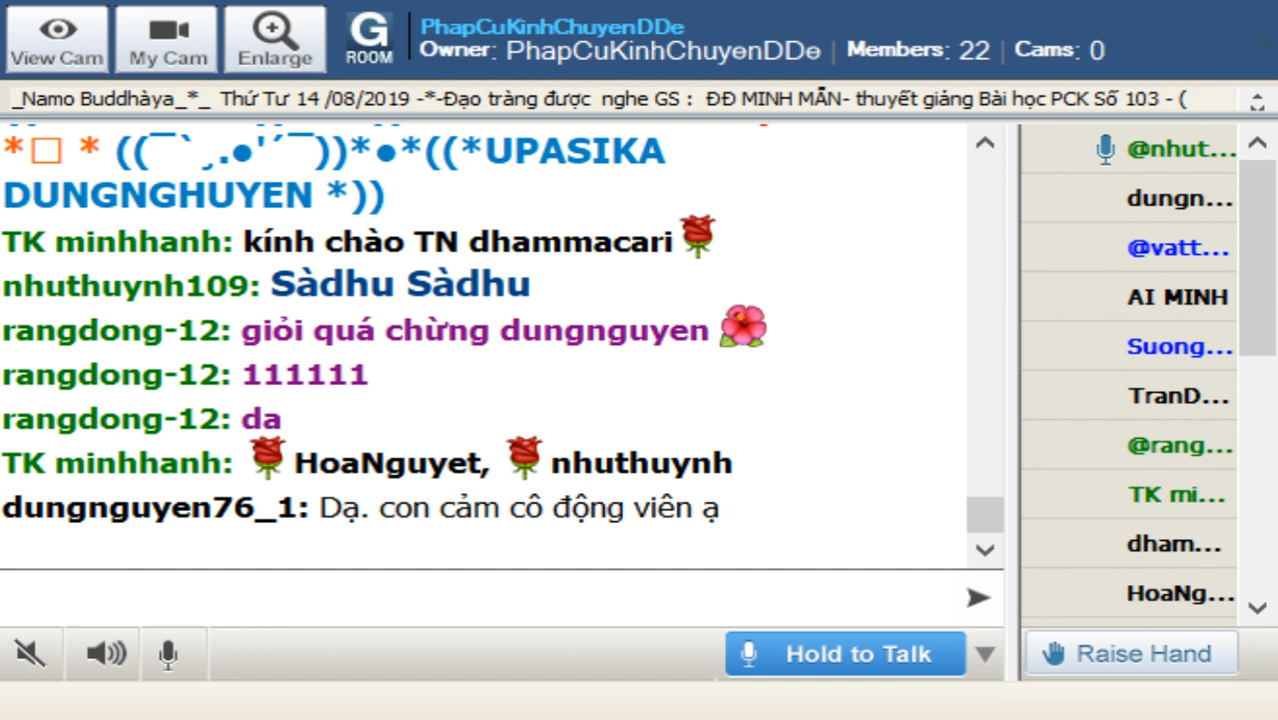 View Cam
My Cam
Enlarge
G
ROOM
PhapCuKinhChuyenDDe
Owner: PhapCuKinhChuyenDDe | Members: 22 | Cams: 0
_Namo Buddhàya_*_ Thứ Tư 14 /08/2019 -*-Đạo tràng được nghe GS : ĐĐ MINH MẪN- thuyết giảng Bài học PCK Số 103 - (
*□ * ((¯`¸.●'´¯))*●*((*UPASIKA
DUNGNGHUYEN *))
TK minhhanh: kính chào TN dhammacari
nhuthuynh109: Sàdhu Sàdhu
rangdong-12: giỏi quá chừng dungnguyen
rangdong-12: 111111
rangdong-12: da
TK minhhanh: HoaNguyet, nhuthuynh
dungnguyen76_1: Dạ. con cảm cô động viên ạ
@nhut...
dungn...
@vatt...
AI MINH
Suong...
TranD...
@rang...
TK mi...
dham...
HoaNg...
Hold to Talk
Raise Hand